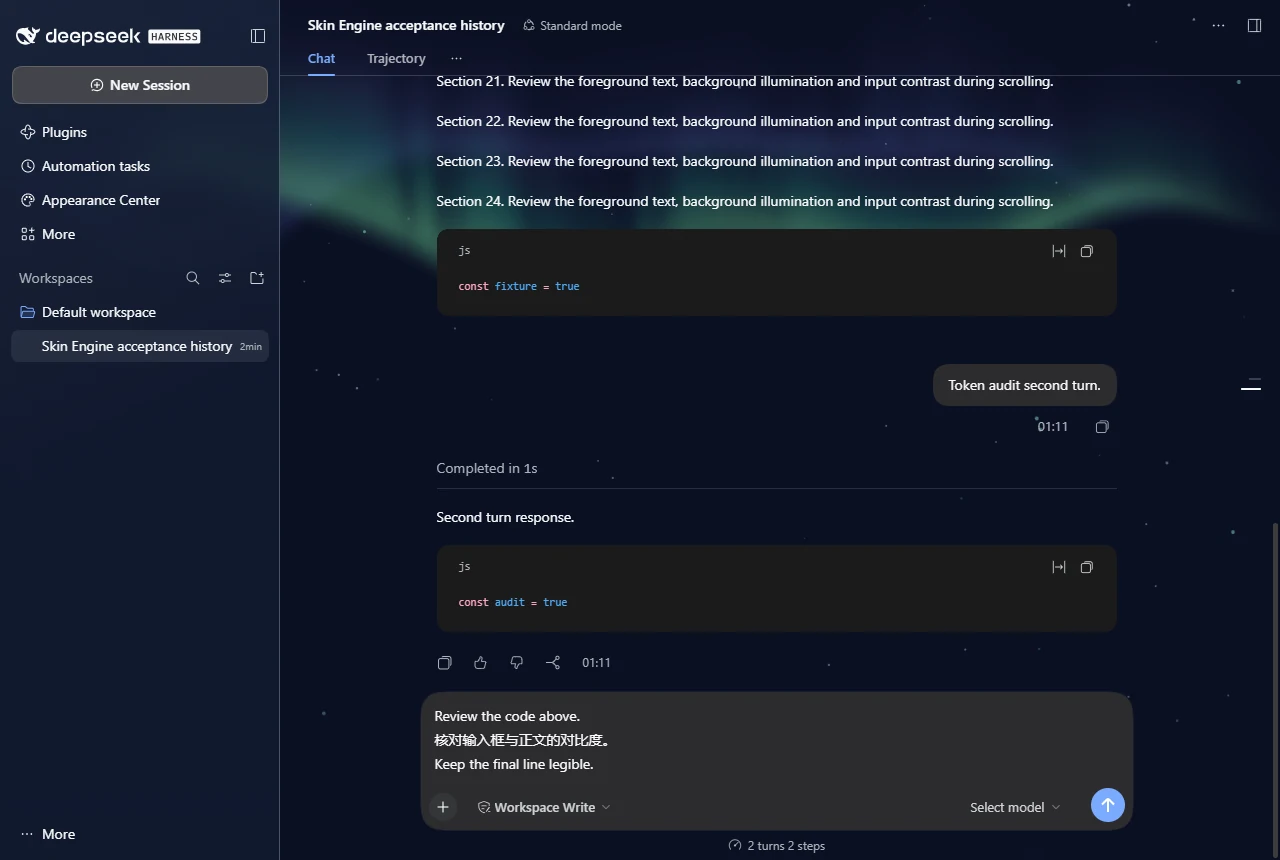 deepseek HARNESS
New Session
Plugins
Automation tasks
Appearance Center
More
Workspaces
Default workspace
Skin Engine acceptance history 2min
More
Skin Engine acceptance history Standard mode
Chat Trajectory
Section 21. Review the foreground text, background illumination and input contrast during scrolling.
Section 22. Review the foreground text, background illumination and input contrast during scrolling.
Section 23. Review the foreground text, background illumination and input contrast during scrolling.
Section 24. Review the foreground text, background illumination and input contrast during scrolling.
js
const fixture = true
Token audit second turn.
01:11
Completed in 1s
Second turn response.
js
const audit = true
01:11
Review the code above.
核对输入框与正文的对比度。
Keep the final line legible.
Workspace Write Select model
2 turns 2 steps